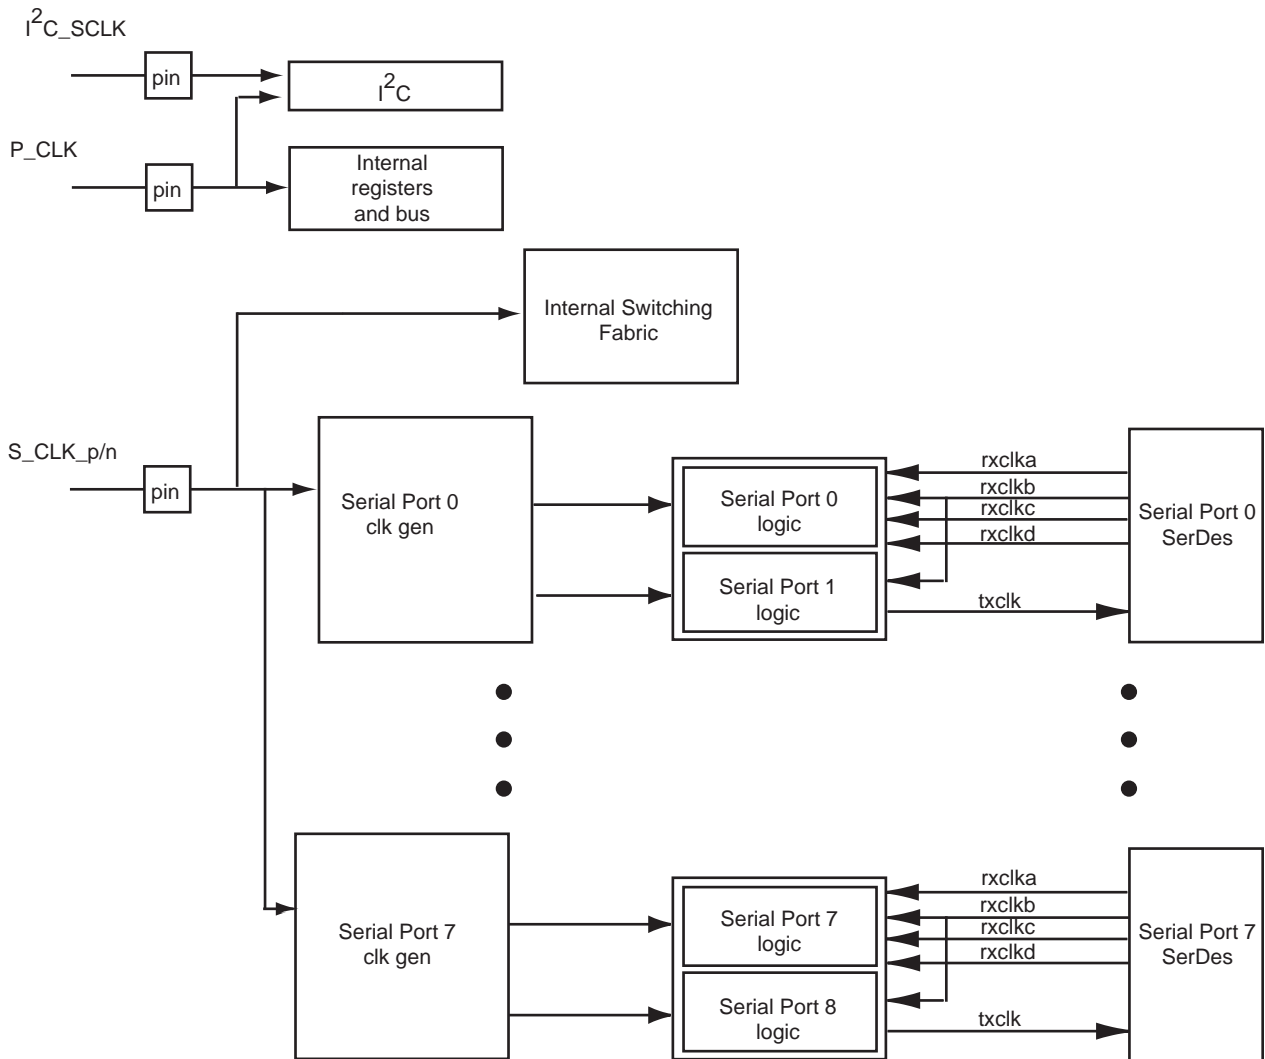 I²C_SCLK
pin
I²C
P_CLK
pin
Internal
registers
and bus
Internal Switching
Fabric
S_CLK_p/n
pin
Serial Port 0
clk gen
Serial Port 0
logic
Serial Port 1
logic
rxclka
rxclkb
rxclkc
rxclkd
txclk
Serial Port 0
SerDes
Serial Port 7
clk gen
Serial Port 7
logic
Serial Port 8
logic
rxclka
rxclkb
rxclkc
rxclkd
txclk
Serial Port 7
SerDes